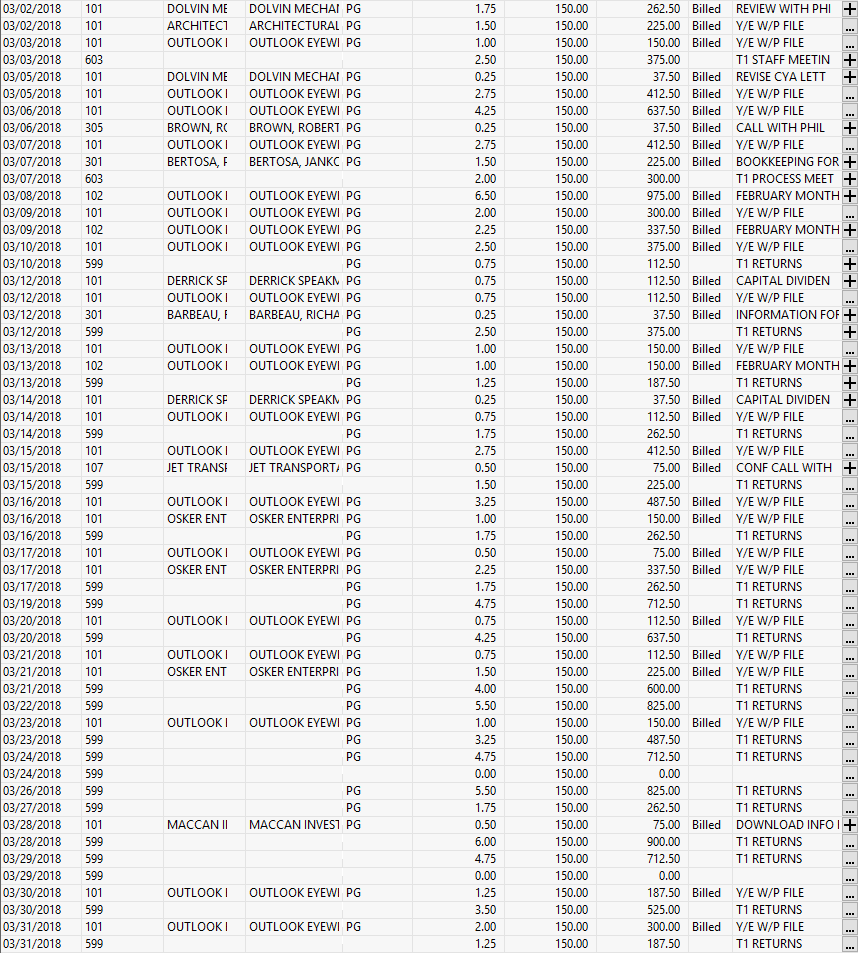 03/02/2018 101 DOLVIN ME DOLVIN MECHAI PG 1.75 150.00 262.50 Billed REVIEW WITH PHI +
03/02/2018 101 ARCHITECT ARCHITECTURAL PG 1.50 150.00 225.00 Billed Y/E W/P FILE ...
03/03/2018 101 OUTLOOK I OUTLOOK EYEWI PG 1.00 150.00 150.00 Billed Y/E W/P FILE ...
03/03/2018 603 2.50 150.00 375.00 T1 STAFF MEETIN +
03/05/2018 101 DOLVIN ME DOLVIN MECHAI PG 0.25 150.00 37.50 Billed REVISE CYA LETT +
03/05/2018 101 OUTLOOK I OUTLOOK EYEWI PG 2.75 150.00 412.50 Billed Y/E W/P FILE ...
03/06/2018 101 OUTLOOK I OUTLOOK EYEWI PG 4.25 150.00 637.50 Billed Y/E W/P FILE ...
03/06/2018 305 BROWN, RC BROWN, ROBERT PG 0.25 150.00 37.50 Billed CALL WITH PHIL +
03/07/2018 101 OUTLOOK I OUTLOOK EYEWI PG 2.75 150.00 412.50 Billed Y/E W/P FILE ...
03/07/2018 301 BERTOSA, F BERTOSA, JANKC PG 1.50 150.00 225.00 Billed BOOKKEEPING FOR +
03/07/2018 603 2.00 150.00 300.00 T1 PROCESS MEET +
03/08/2018 102 OUTLOOK I OUTLOOK EYEWI PG 6.50 150.00 975.00 Billed FEBRUARY MONTH +
03/09/2018 101 OUTLOOK I OUTLOOK EYEWI PG 2.00 150.00 300.00 Billed Y/E W/P FILE ...
03/09/2018 102 OUTLOOK I OUTLOOK EYEWI PG 2.25 150.00 337.50 Billed FEBRUARY MONTH +
03/10/2018 101 OUTLOOK I OUTLOOK EYEWI PG 2.50 150.00 375.00 Billed Y/E W/P FILE ...
03/10/2018 599 PG 0.75 150.00 112.50 T1 RETURNS +
03/12/2018 101 DERRICK SP DERRICK SPEAKM PG 0.75 150.00 112.50 Billed CAPITAL DIVIDEN +
03/12/2018 101 OUTLOOK I OUTLOOK EYEWI PG 0.75 150.00 112.50 Billed Y/E W/P FILE ...
03/12/2018 301 BARBEAU, F BARBEAU, RICHA PG 0.25 150.00 37.50 Billed INFORMATION FOF +
03/12/2018 599 PG 2.50 150.00 375.00 T1 RETURNS +
03/13/2018 101 OUTLOOK I OUTLOOK EYEWI PG 1.00 150.00 150.00 Billed Y/E W/P FILE ...
03/13/2018 102 OUTLOOK I OUTLOOK EYEWI PG 1.00 150.00 150.00 Billed FEBRUARY MONTH +
03/13/2018 599 PG 1.25 150.00 187.50 T1 RETURNS +
03/14/2018 101 DERRICK SP DERRICK SPEAKM PG 0.25 150.00 37.50 Billed CAPITAL DIVIDEN +
03/14/2018 101 OUTLOOK I OUTLOOK EYEWI PG 0.75 150.00 112.50 Billed Y/E W/P FILE ...
03/14/2018 599 PG 1.75 150.00 262.50 T1 RETURNS ...
03/15/2018 101 OUTLOOK I OUTLOOK EYEWI PG 2.75 150.00 412.50 Billed Y/E W/P FILE ...
03/15/2018 107 JET TRANSF JET TRANSPORTA PG 0.50 150.00 75.00 Billed CONF CALL WITH +
03/15/2018 599 1.50 150.00 225.00 T1 RETURNS ...
03/16/2018 101 OUTLOOK I OUTLOOK EYEWI PG 3.25 150.00 487.50 Billed Y/E W/P FILE ...
03/16/2018 101 OSKER ENT OSKER ENTERPRI PG 1.00 150.00 150.00 Billed Y/E W/P FILE ...
03/16/2018 599 PG 1.75 150.00 262.50 T1 RETURNS ...
03/17/2018 101 OUTLOOK I OUTLOOK EYEWI PG 0.50 150.00 75.00 Billed Y/E W/P FILE ...
03/17/2018 101 OSKER ENT OSKER ENTERPRI PG 2.25 150.00 337.50 Billed Y/E W/P FILE ...
03/17/2018 599 PG 1.75 150.00 262.50 T1 RETURNS ...
03/19/2018 599 PG 4.75 150.00 712.50 T1 RETURNS ...
03/20/2018 101 OUTLOOK I OUTLOOK EYEWI PG 0.75 150.00 112.50 Billed Y/E W/P FILE ...
03/20/2018 599 PG 4.25 150.00 637.50 T1 RETURNS ...
03/21/2018 101 OUTLOOK I OUTLOOK EYEWI PG 0.75 150.00 112.50 Billed Y/E W/P FILE ...
03/21/2018 101 OSKER ENT OSKER ENTERPRI PG 1.50 150.00 225.00 Billed Y/E W/P FILE ...
03/21/2018 599 PG 4.00 150.00 600.00 T1 RETURNS ...
03/22/2018 599 PG 5.50 150.00 825.00 T1 RETURNS ...
03/23/2018 101 OUTLOOK I OUTLOOK EYEWI PG 1.00 150.00 150.00 Billed Y/E W/P FILE ...
03/23/2018 599 PG 3.25 150.00 487.50 T1 RETURNS ...
03/24/2018 599 PG 4.75 150.00 712.50 T1 RETURNS ...
03/24/2018 599 0.00 150.00 0.00 ...
03/26/2018 599 PG 5.50 150.00 825.00 T1 RETURNS ...
03/27/2018 599 PG 1.75 150.00 262.50 T1 RETURNS ...
03/28/2018 101 MACCAN II MACCAN INVEST PG 0.50 150.00 75.00 Billed DOWNLOAD INFO I +
03/28/2018 599 6.00 150.00 900.00 T1 RETURNS ...
03/29/2018 599 4.75 150.00 712.50 T1 RETURNS ...
03/29/2018 599 0.00 150.00 0.00 ...
03/30/2018 101 OUTLOOK I OUTLOOK EYEWI PG 1.25 150.00 187.50 Billed Y/E W/P FILE ...
03/30/2018 599 3.50 150.00 525.00 T1 RETURNS ...
03/31/2018 101 OUTLOOK I OUTLOOK EYEWI PG 2.00 150.00 300.00 Billed Y/E W/P FILE ...
03/31/2018 599 1.25 150.00 187.50 T1 RETURNS ...